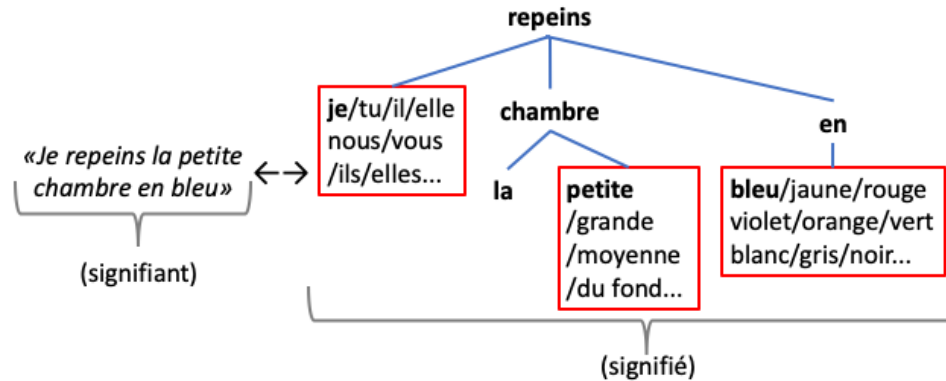 repeins
je/tu/il/elle
nous/vous
/ils/elles...
chambre
en
«Je repeins la petite
chambre en bleu»
la
petite
/grande
/moyenne
/du fond...
bleu/jaune/rouge
violet/orange/vert
blanc/gris/noir...
(signifiant)
(signifié)